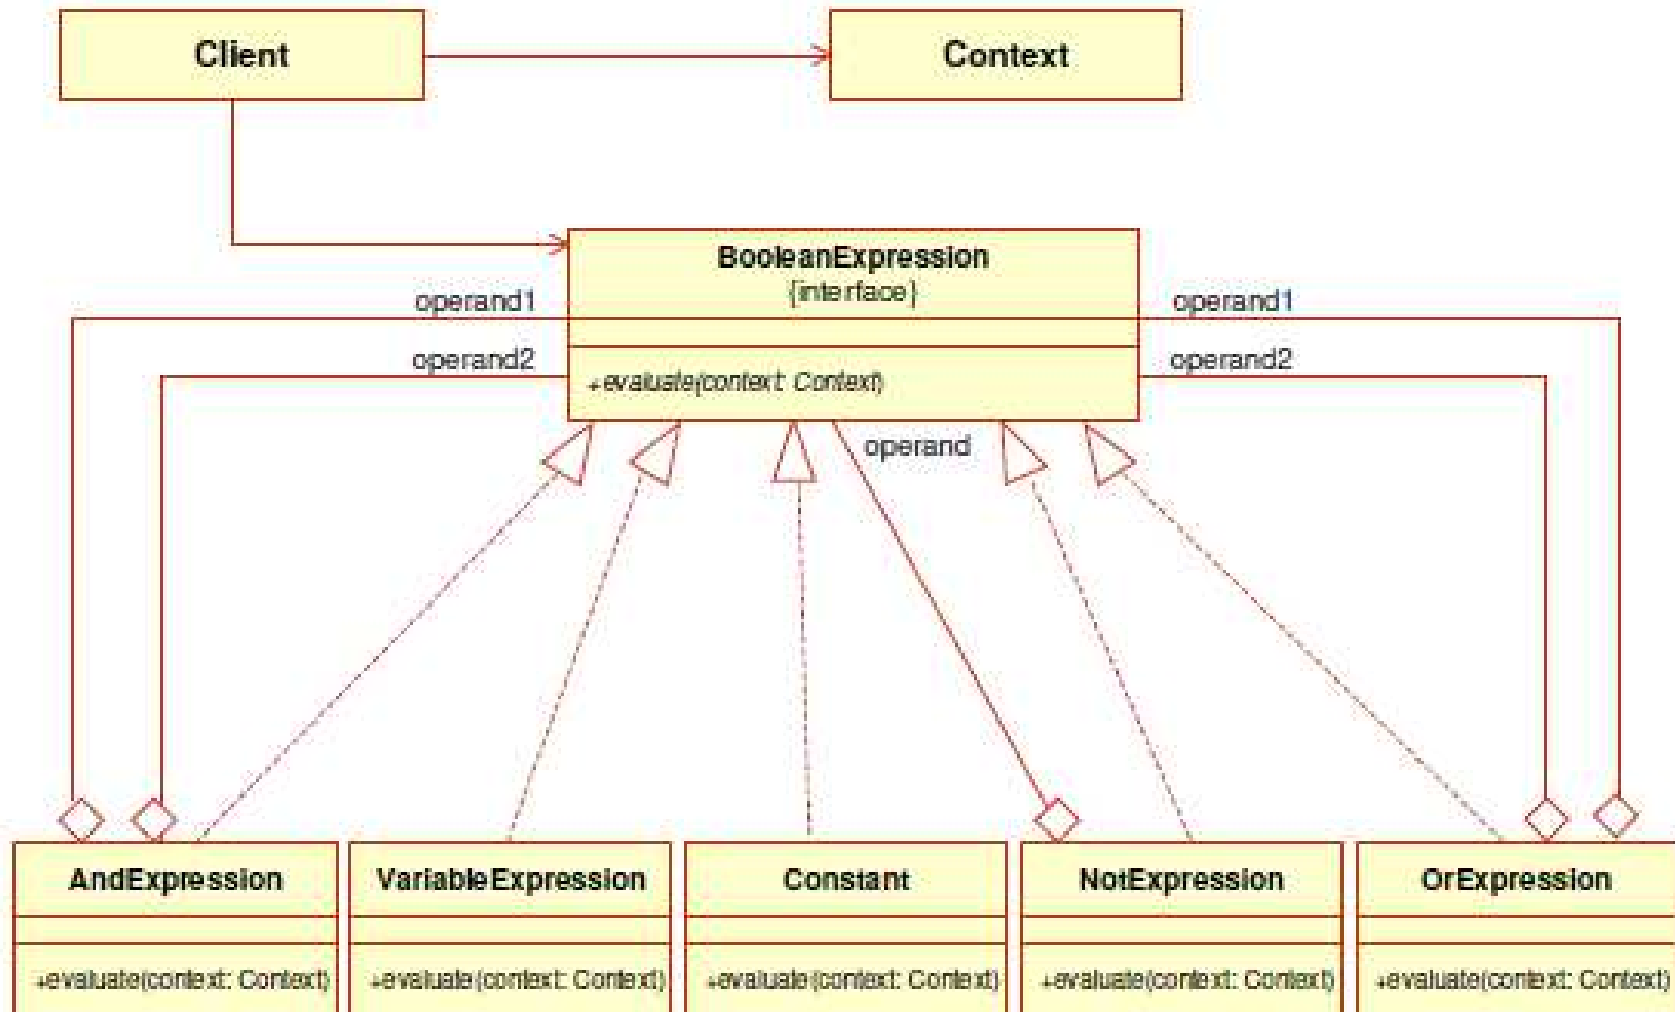 Client
Context
BooleanExpression
{interface}
operand1
operand1
operand2
operand2
+evaluate(context: Context)
operand
AndExpression
VariableExpression
Constant
NotExpression
OrExpression
+evaluate(context: Context)
+evaluate(context: Context)
+evaluate(context: Context)
+evaluate(context: Context)
+evaluate(context: Context)